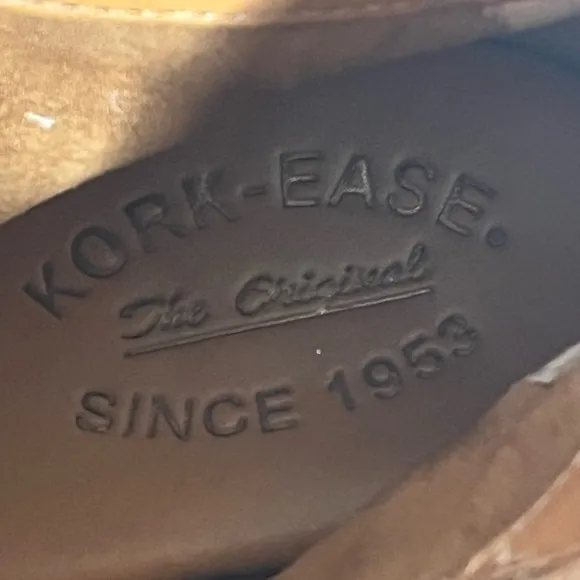 KORK-EASE.
The Original
SINCE 1953